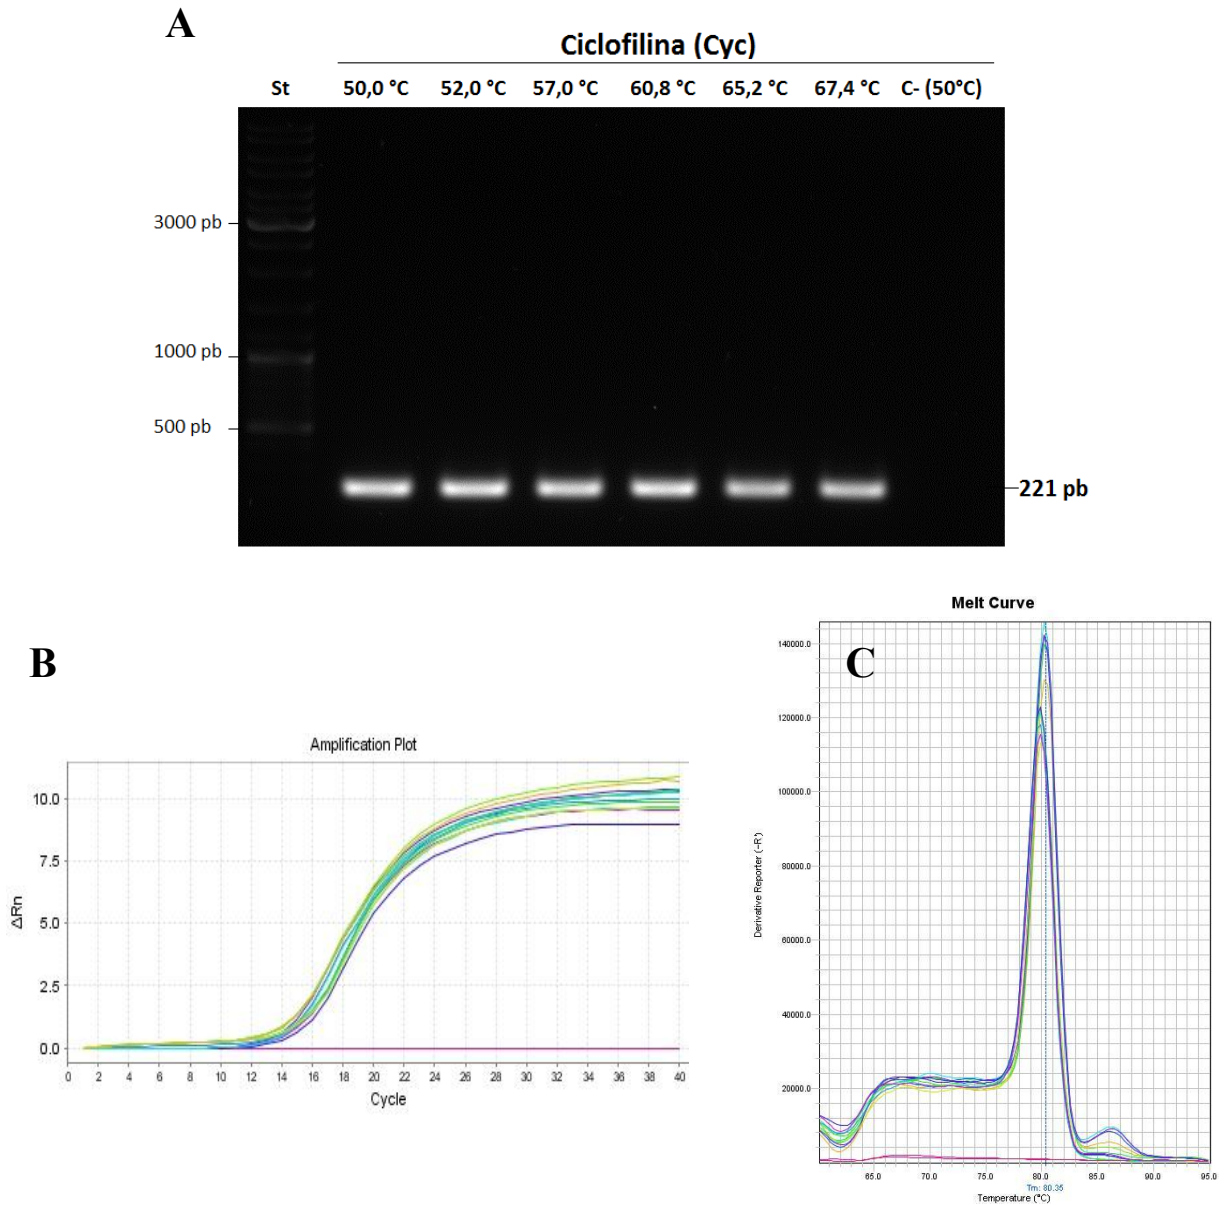 A
Ciclofilina (Cyc)
St 50,0 °C 52,0 °C 57,0 °C 60,8 °C 65,2 °C 67,4 °C C- (50°C)
3000 pb
1000 pb
500 pb
221 pb
B
Amplification Plot
10.0
7.5
5.0
2.5
0.0
ΔRn
0 2 4 6 8 10 12 14 16 18 20 22 24 26 28 30 32 34 36 38 40
Cycle
Melt Curve
C
140000.0
120000.0
100000.0
80000.0
60000.0
40000.0
20000.0
Derivative Reporter (-R')
65.0 70.0 75.0 80.0 85.0 90.0 95.0
Tm: 80.35
Temperature (°C)